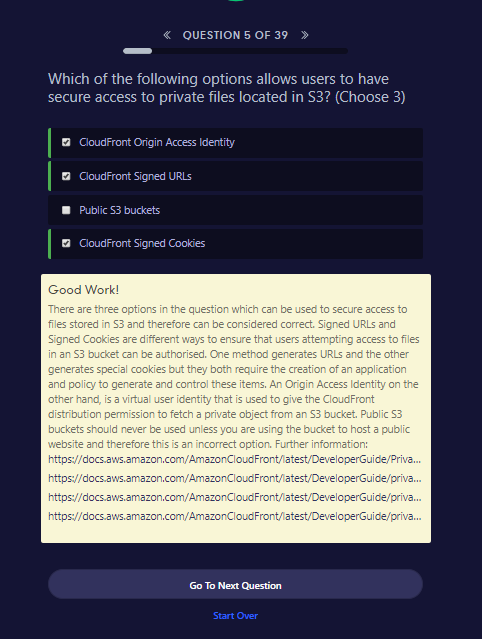 QUESTION 5 OF 39
Which of the following options allows users to have
secure access to private files located in S3? (Choose 3)
CloudFront Origin Access Identity
CloudFront Signed URLs
Public S3 buckets
CloudFront Signed Cookies
Good Work!
There are three options in the question which can be used to secure access to
files stored in S3 and therefore can be considered correct. Signed URLs and
Signed Cookies are different ways to ensure that users attempting access to files
in an S3 bucket can be authorised. One method generates URLs and the other
generates special cookies but they both require the creation of an application
and policy to generate and control these items. An Origin Access Identity on the
other hand, is a virtual user identity that is used to give the CloudFront
distribution permission to fetch a private object from an S3 bucket. Public S3
buckets should never be used unless you are using the bucket to host a public
website and therefore this is an incorrect option. Further information:
https://docs.aws.amazon.com/AmazonCloudFront/latest/DeveloperGuide/Priva...
https://docs.aws.amazon.com/AmazonCloudFront/latest/DeveloperGuide/priva...
https://docs.aws.amazon.com/AmazonCloudFront/latest/DeveloperGuide/priva...
https://docs.aws.amazon.com/AmazonCloudFront/latest/DeveloperGuide/priva...
Go To Next Question
Start Over